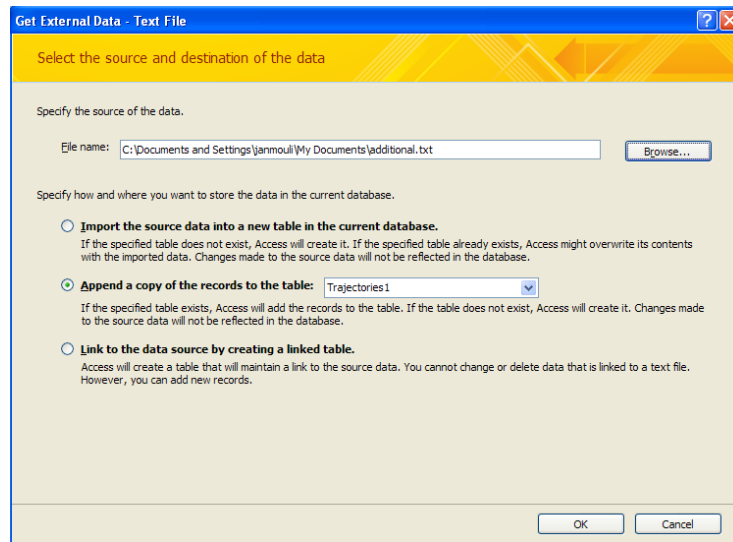 Get External Data - Text File
Select the source and destination of the data
Specify the source of the data.
File name: C:\Documents and Settings\janmouli\My Documents\additional.txt Browse...
Specify how and where you want to store the data in the current database.
Import the source data into a new table in the current database.
If the specified table does not exist, Access will create it. If the specified table already exists, Access might overwrite its contents
with the imported data. Changes made to the source data will not be reflected in the database.
Append a copy of the records to the table: Trajectories1
If the specified table exists, Access will add the records to the table. If the table does not exist, Access will create it. Changes made
to the source data will not be reflected in the database.
Link to the data source by creating a linked table.
Access will create a table that will maintain a link to the source data. You cannot change or delete data that is linked to a text file.
However, you can add new records.
OK Cancel